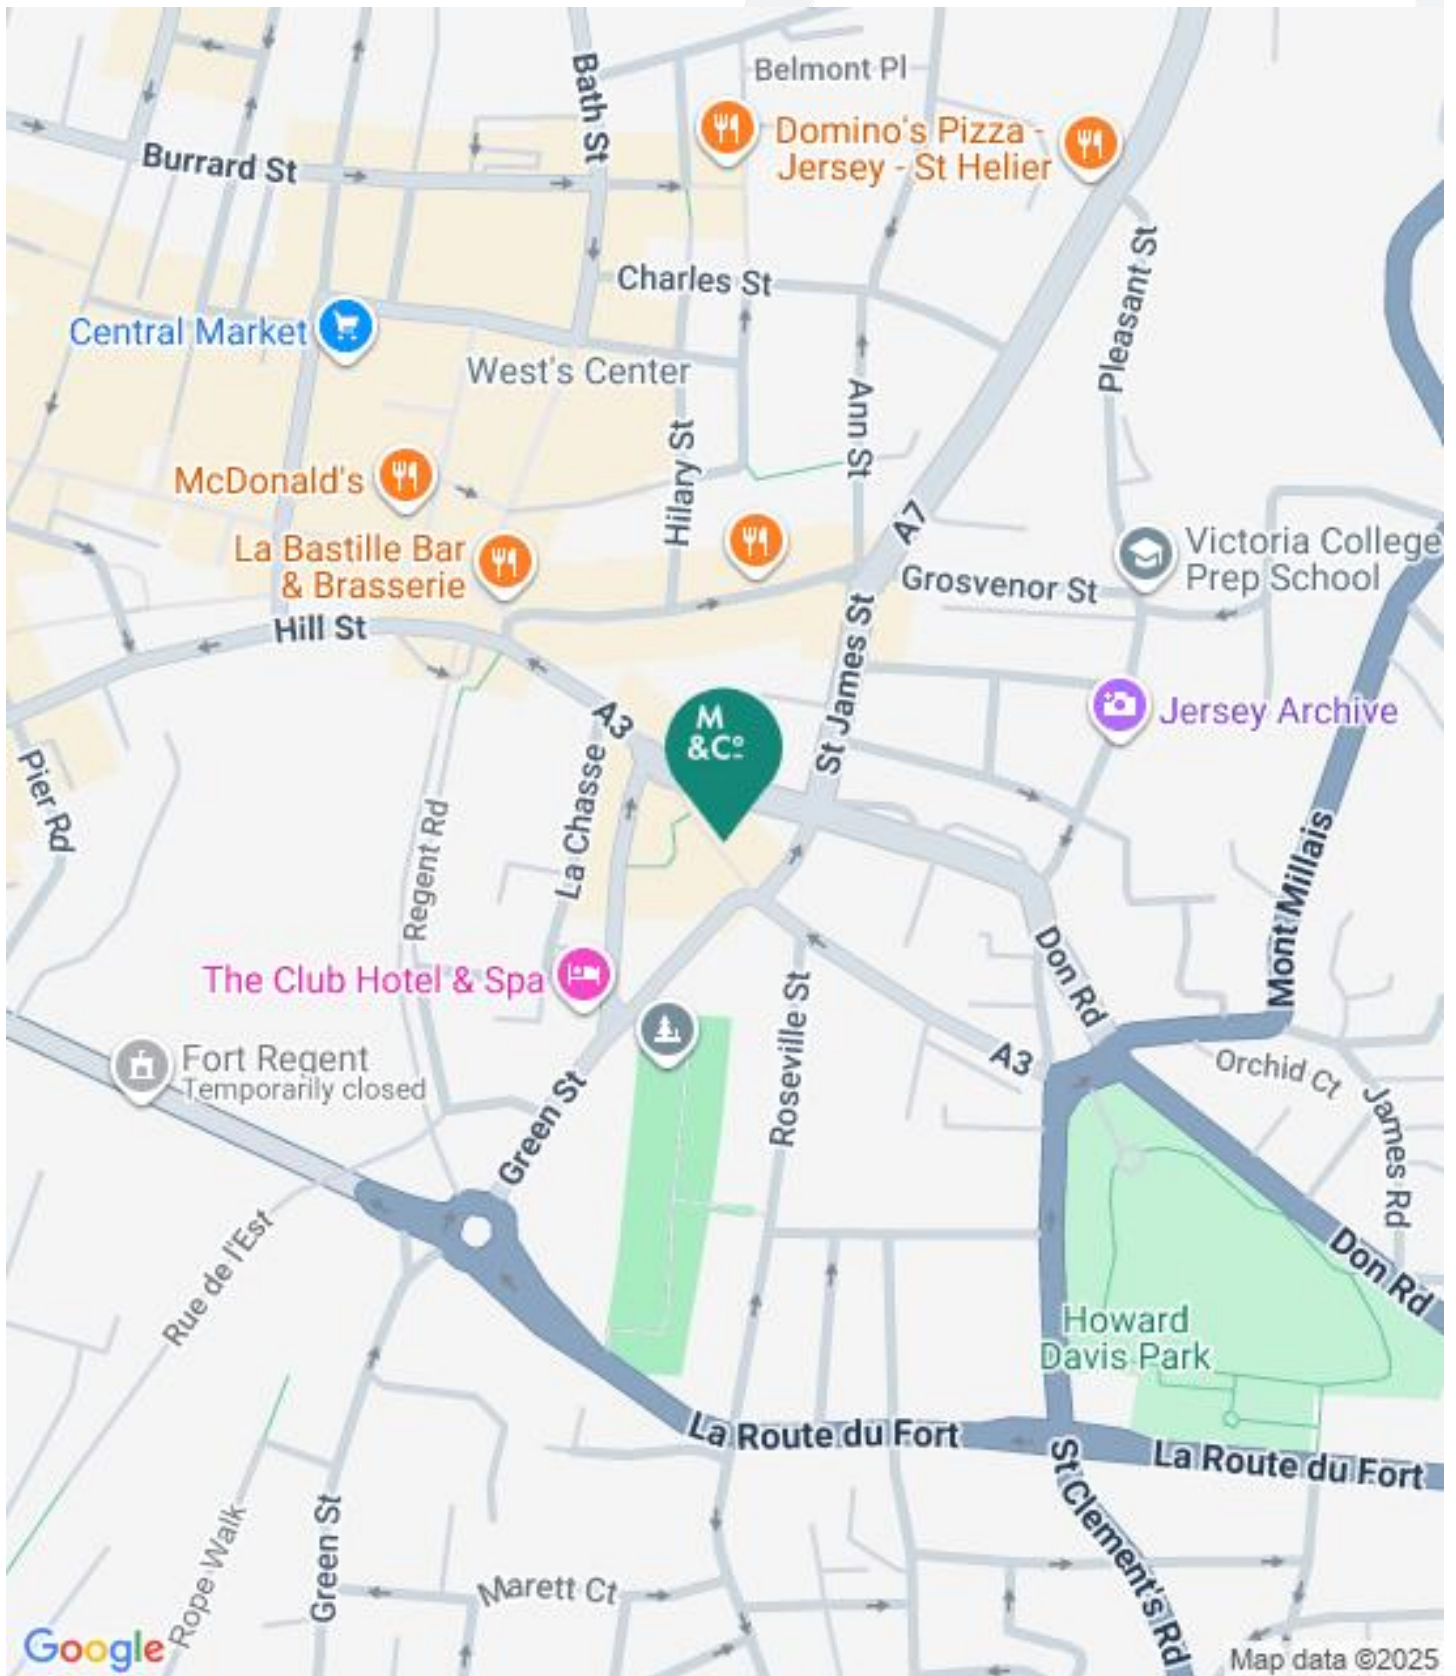 Belmont Pl
Bath St
Domino's Pizza -
Jersey - St Helier
Burrard St
Pleasant St
Charles St
Central Market
West's Center
Ann St
Hilary St
McDonald's
A7
La Bastille Bar
& Brasserie
Victoria College
Prep School
Grosvenor St
Hill St
St James St
A3
M
&Co
Jersey Archive
Pier Rd
La Chasse
Regent Rd
Mont Millais
Don Rd
The Club Hotel & Spa
Roseville St
Fort Regent
Temporarily closed
A3
Orchid Ct
James Rd
Green St
Rue de l'Est
Don Rd
Howard
Davis Park
La Route du Fort
La Route du Fort
St Clement's Rd
Green St
Rope Walk
Marett Ct
Google
Map data ©2025